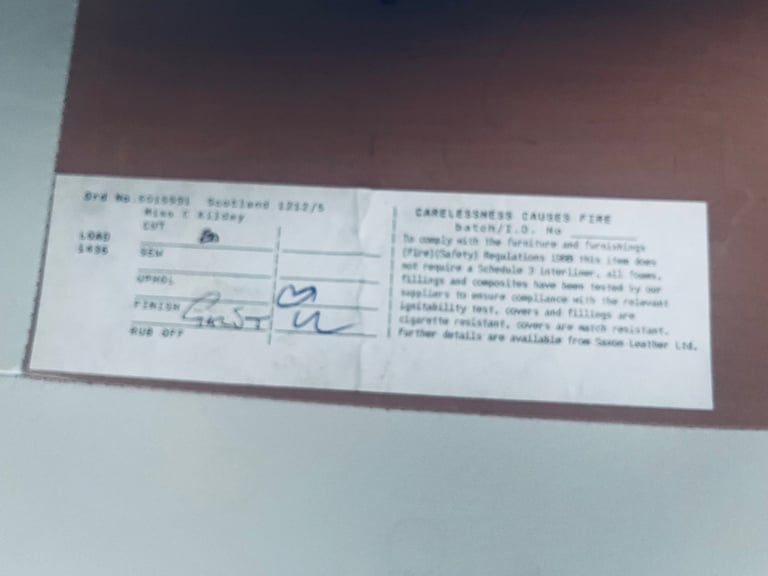 Ord No. Scotland 1212/5
Miss C Kildey
CUT
LOAD
SEW
UPHOL
FINISH
RUB OFF
CARELESSNESS CAUSES FIRE
batch/I.D. No
To comply with the furniture and furnishings
(Fire)(Safety) Regulations 1988 this item does
not require a Schedule 3 interliner, all foams,
fillings and composites have been tested by our
suppliers to ensure compliance with the relevant
ignitability test, covers and fillings are
cigarette resistant, covers are match resistant.
Further details are available from Saxon Leather Ltd.